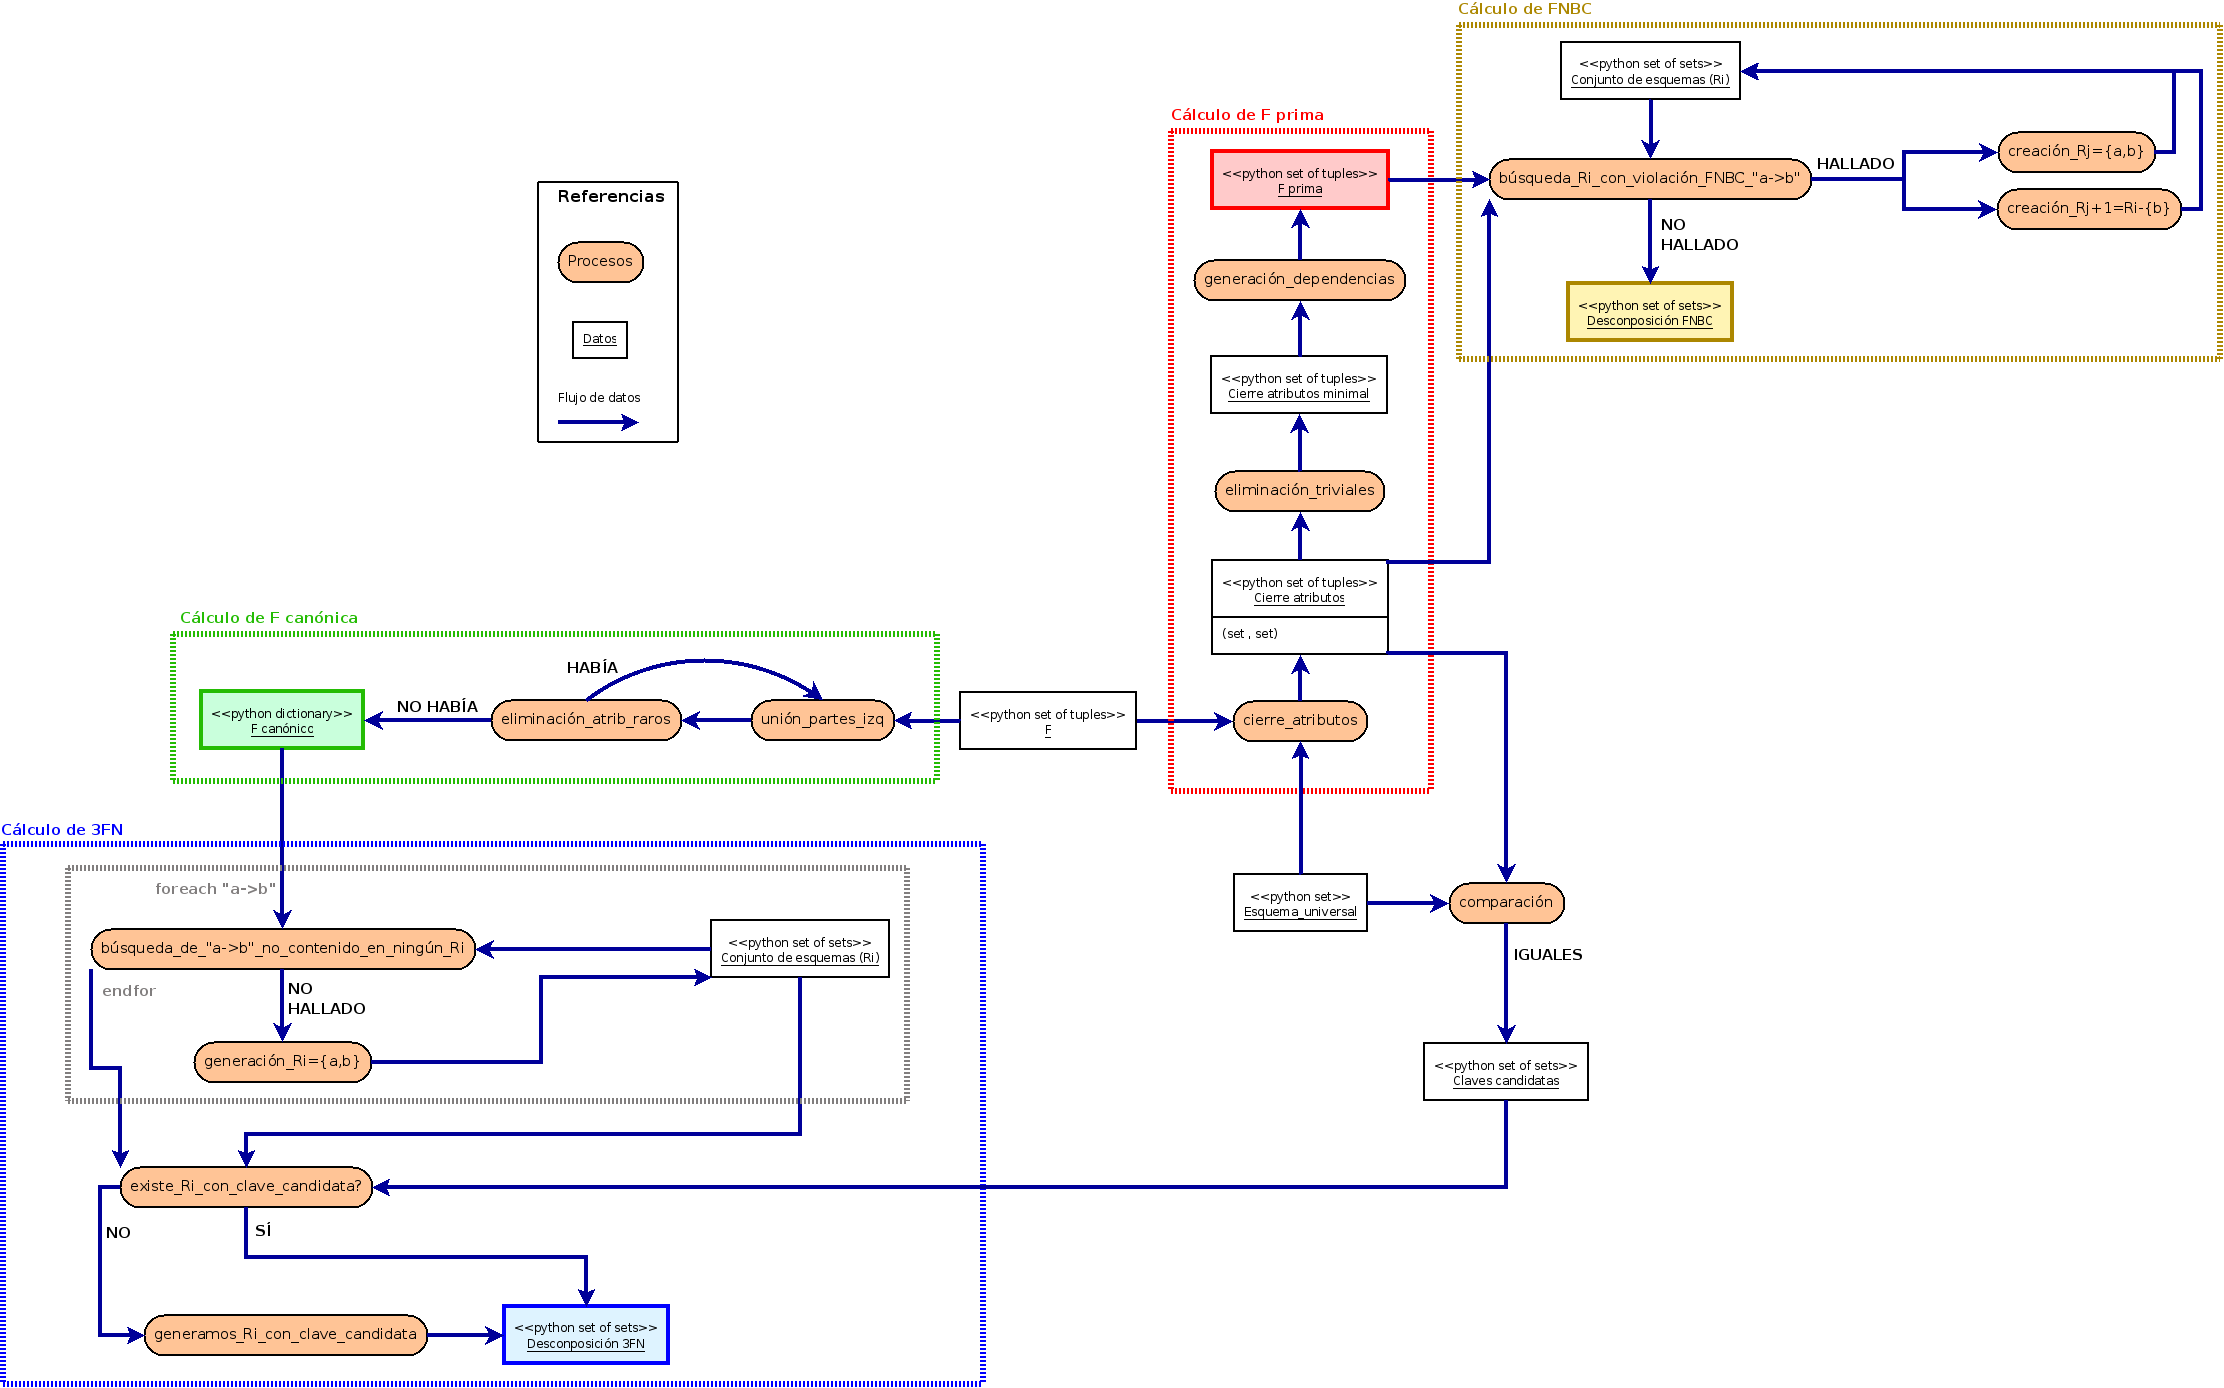 Cálculo de FNBC
<<python set of sets>>
Conjunto de esquemas (Ri)
búsqueda_Ri_con_violación_FNBC_"a->b"
HALLADO
creación_Rj={a,b}
creación_Rj+1=Ri-{b}
NO
HALLADO
<<python set of sets>>
Desconposición FNBC
Cálculo de F prima
<<python set of tuples>>
F prima
generación_dependencias
<<python set of tuples>>
Cierre atributos minimal
eliminación_triviales
<<python set of tuples>>
Cierre atributos
(set , set)
cierre_atributos
Referencias
Procesos
Datos
Flujo de datos
Cálculo de F canónica
HABÍA
NO HABÍA
<<python dictionary>>
F canónico
eliminación_atrib_raros
unión_partes_izq
<<python set of tuples>>
F
<<python set>>
Esquema_universal
comparación
IGUALES
<<python set of sets>>
Claves candidatas
Cálculo de 3FN
foreach "a->b"
búsqueda_de_"a->b"_no_contenido_en_ningún_Ri
<<python set of sets>>
Conjunto de esquemas (Ri)
endfor
NO
HALLADO
generación_Ri={a,b}
existe_Ri_con_clave_candidata?
NO
SÍ
generamos_Ri_con_clave_candidata
<<python set of sets>>
Desconposición 3FN